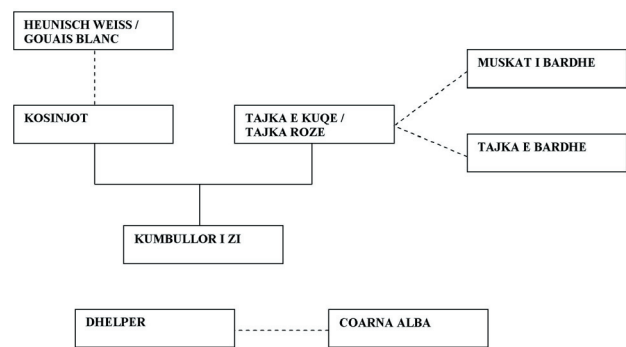 HEUNISCH WEISS /
GOUAIS BLANC
MUSKAT I BARDHE
KOSINJOT
TAJKA E KUQE /
TAJKA ROZE
TAJKA E BARDHE
KUMBULLOR I ZI
DHELPER
COARNA ALBA